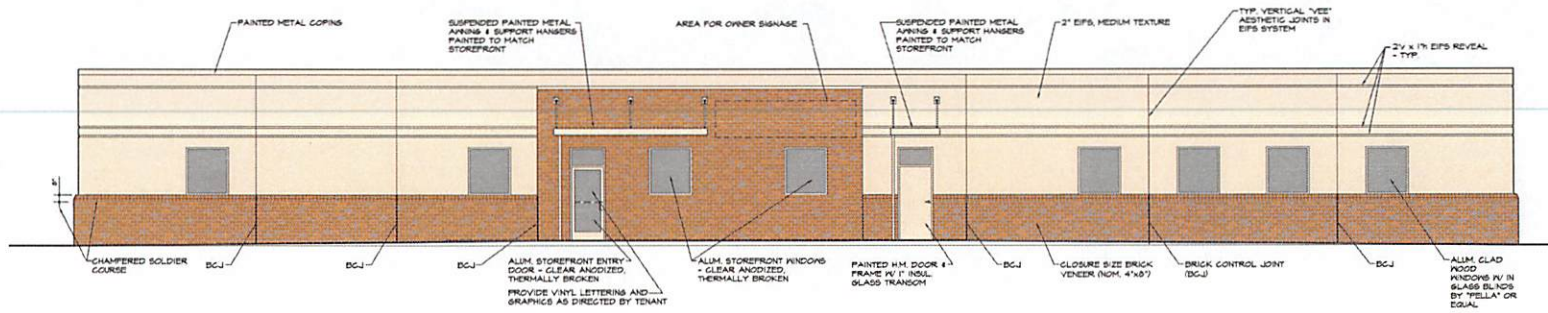 PAINTED METAL COPING
SUSPENDED PAINTED METAL
AWNING & SUPPORT HANGERS
PAINTED TO MATCH
STOREFRONT
AREA FOR OWNER SIGNAGE
SUSPENDED PAINTED METAL
AWNING & SUPPORT HANGERS
PAINTED TO MATCH
STOREFRONT
2" EIFS, MEDIUM TEXTURE
TYP. VERTICAL "VEE"
AESTHETIC JOINTS IN
EIFS SYSTEM
EIFS REVEAL
- TYP.
8"
CHAMFERED SOLDIER
COURSE
BCJ
BCJ
BCJ
ALUM. STOREFRONT ENTRY
DOOR - CLEAR ANODIZED,
THERMALLY BROKEN
PROVIDE VINYL LETTERING AND
GRAPHICS AS DIRECTED BY TENANT
ALUM. STOREFRONT WINDOWS
- CLEAR ANODIZED,
THERMALLY BROKEN
PAINTED H.M. DOOR &
FRAME W/ 1" INSUL.
GLASS TRANSOM
BCJ
CLOSURE SIZE BRICK
VENEER (NOM. 4"x8")
BRICK CONTROL JOINT
(BCJ)
BCJ
ALUM. CLAD
WOOD
WINDOWS W/ IN
GLASS BLINDS
BY "PELLA" OR
EQUAL